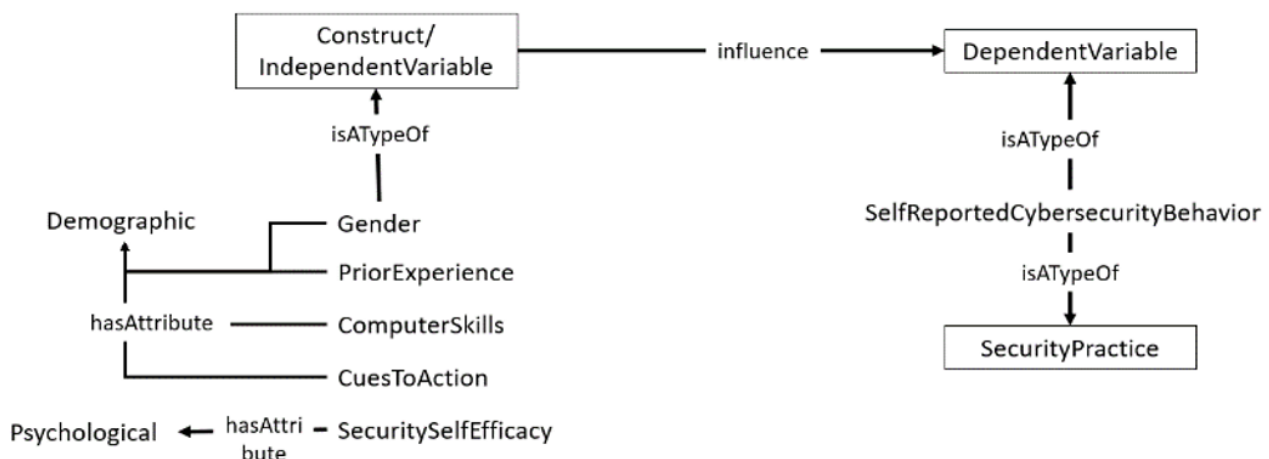 Construct/
IndependentVariable
influence
DependentVariable
isATypeOf
isATypeOf
Demographic
Gender
SelfReportedCybersecurityBehavior
PriorExperience
isATypeOf
hasAttribute
ComputerSkills
SecurityPractice
CuesToAction
Psychological
hasAttri
bute
SecuritySelfEfficacy